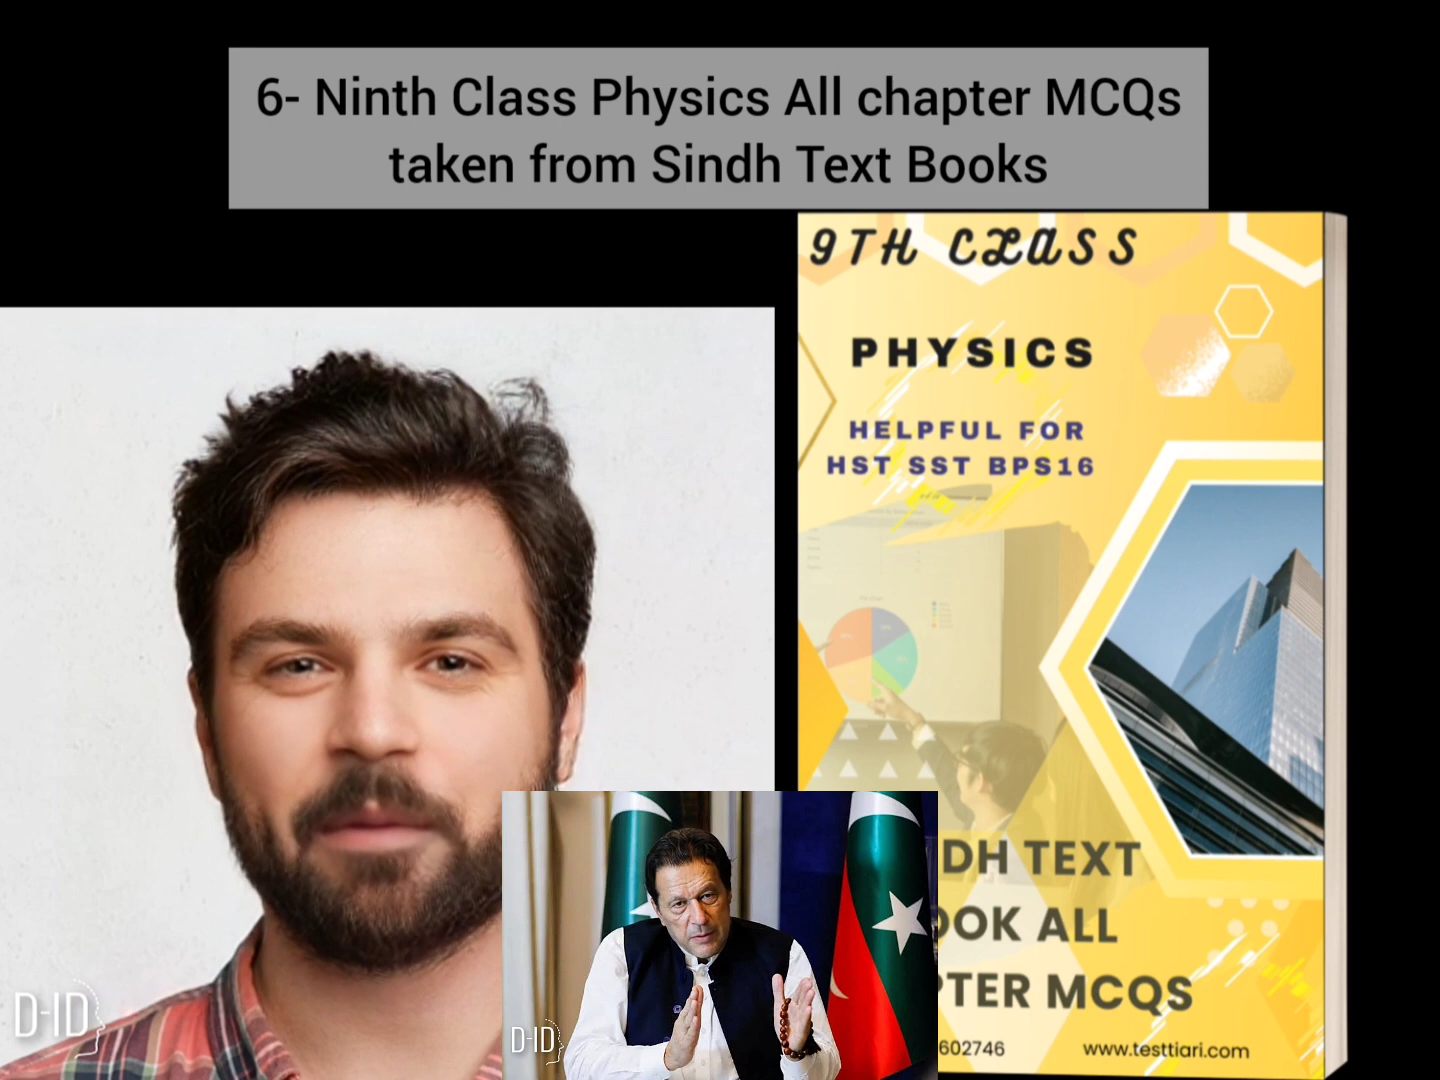 6- Ninth Class Physics All chapter MCQs
taken from Sindh Text Books
9TH CLASS
PHYSICS
HELPFUL FOR
HST SST BPS16
DH TEXT
OOK ALL
PTER MCQS
602746
www.testtiari.com
D-ID
D-ID